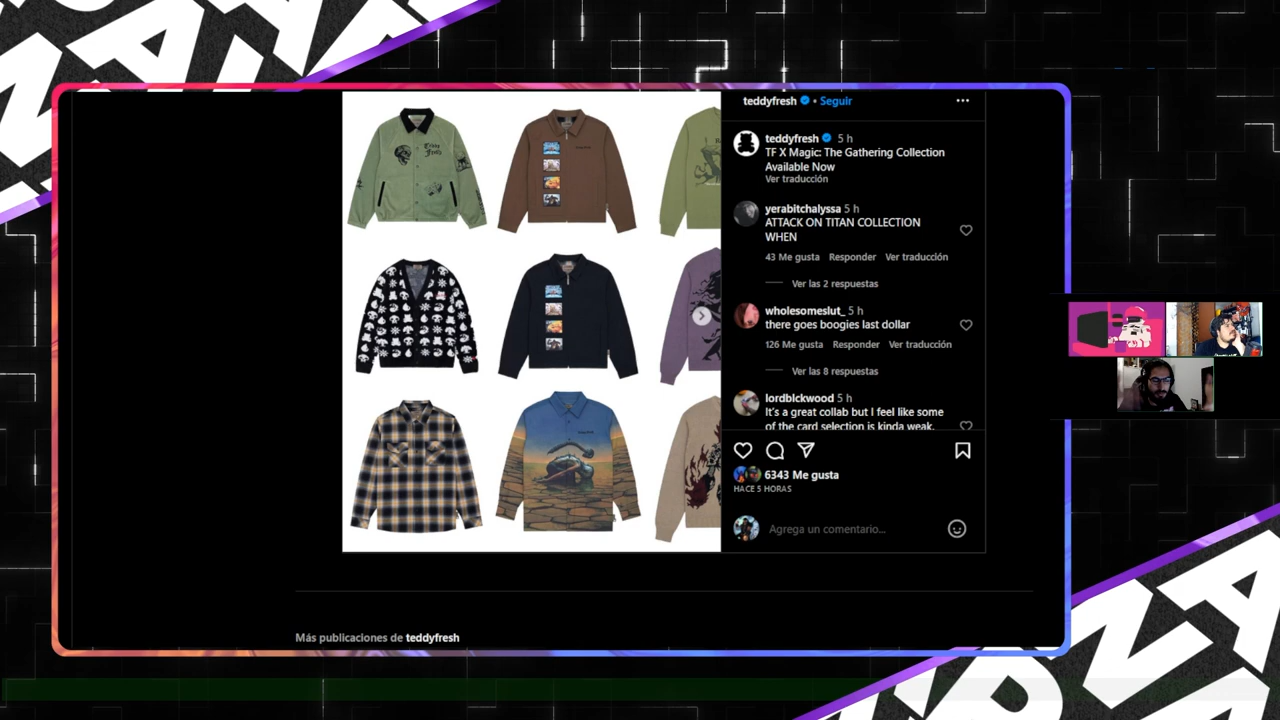 teddyfresh • Seguir
teddyfresh 5 h
TF X Magic: The Gathering Collection
Available Now
Ver traducción
yerabitchalyssa 5 h
ATTACK ON TITAN COLLECTION
WHEN
43 Me gusta Responder Ver traducción
Ver las 2 respuestas
wholesomeslut_ 5 h
there goes boogies last dollar
126 Me gusta Responder Ver traducción
Ver las 8 respuestas
lordblckwood 5 h
It's a great collab but I feel like some
of the card selection is kinda weak.
6343 Me gusta
HACE 5 HORAS
Agrega un comentario...
Más publicaciones de teddyfresh